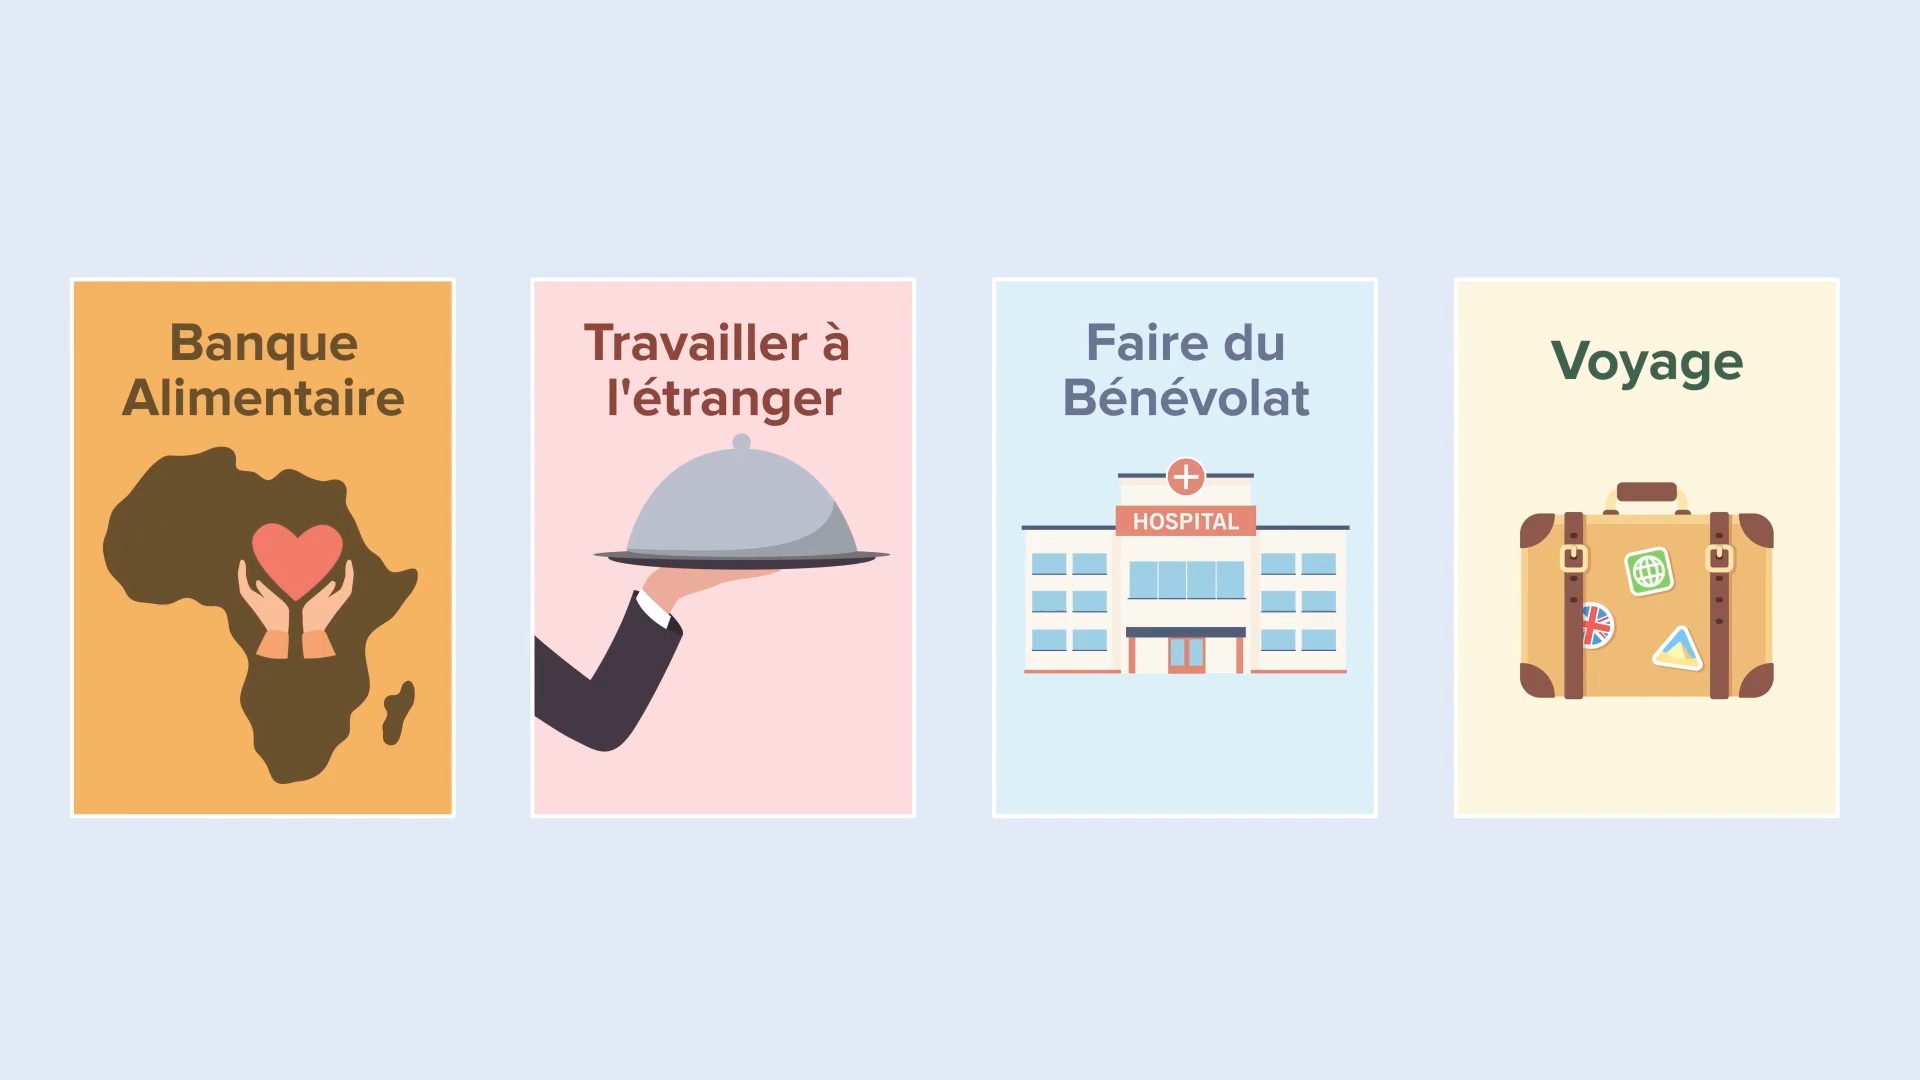 Banque
Alimentaire
Travailler à
l'étranger
Faire du
Bénévolat
HOSPITAL
Voyage